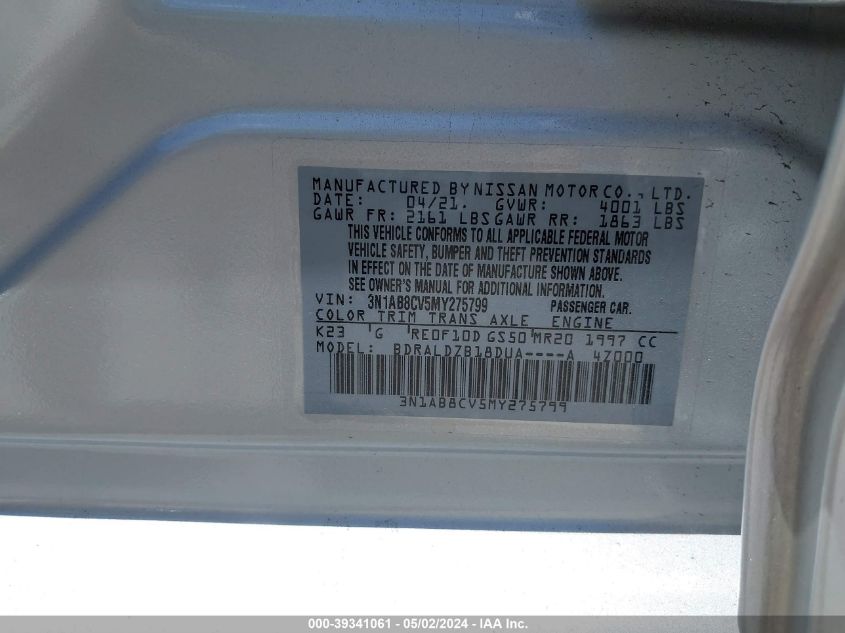 MANUFACTURED BY NISSAN MOTOR CO., LTD.
DATE: 04/21. GVWR: 4001 LBS
GAWR FR: 2161 LBS GAWR RR: 1863 LBS
THIS VEHICLE CONFORMS TO ALL APPLICABLE FEDERAL MOTOR
VEHICLE SAFETY, BUMPER AND THEFT PREVENTION STANDARDS
IN EFFECT ON THE DATE OF MANUFACTURE SHOWN ABOVE.
SEE OWNER'S MANUAL FOR ADDITIONAL INFORMATION.
VIN: 3N1AB8CV5MY275799 PASSENGER CAR.
COLOR TRIM TRANS AXLE ENGINE
K23 G RE0F10D GS50 MR20 1997 CC
MODEL: BDRALDZB18DUA----A 4Z000
3N1AB8CV5MY275799
000-39341061 - 05/02/2024 - IAA Inc.